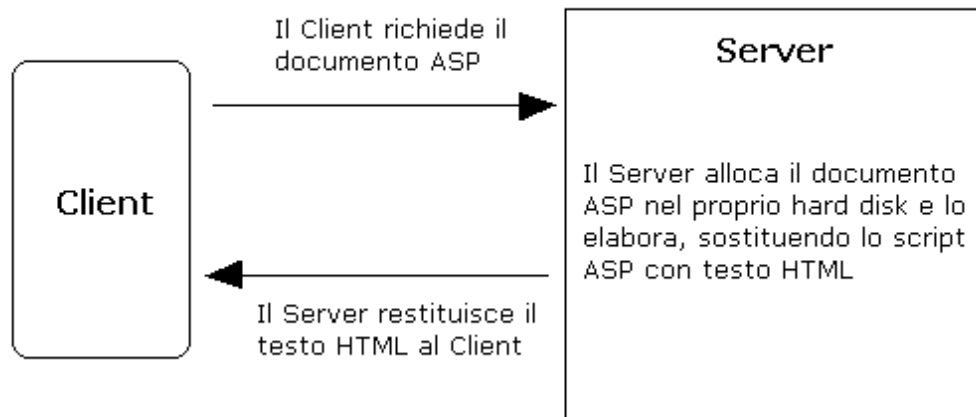 Il Client richiede il
documento ASP
Server
Client
Il Server alloca il documento
ASP nel proprio hard disk e lo
elabora, sostituendo lo script
ASP con testo HTML
Il Server restituisce il
testo HTML al Client